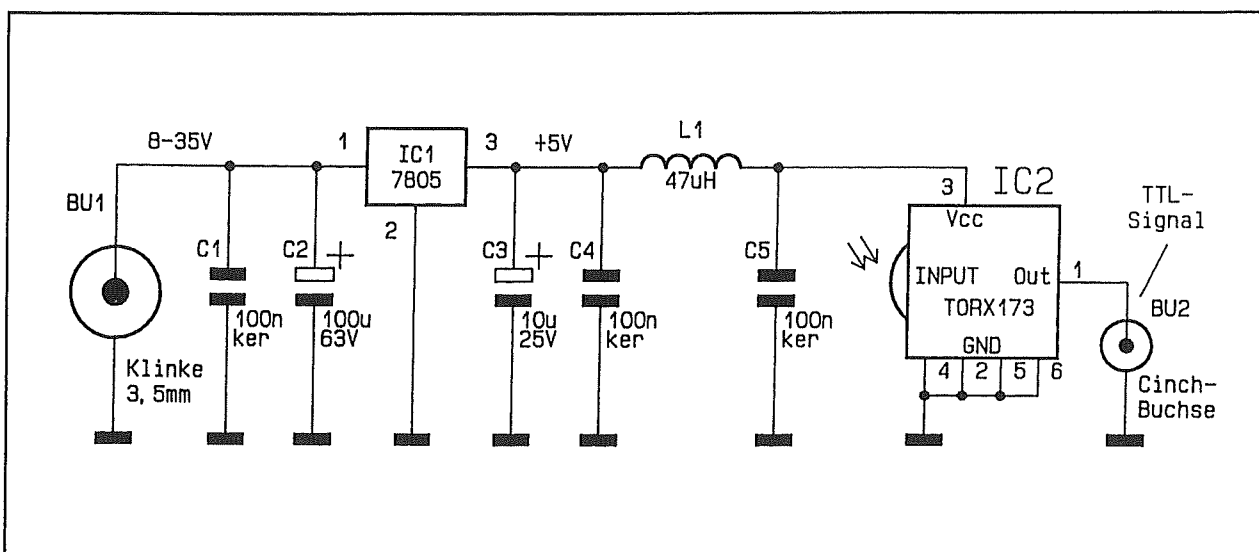 8-35V
1
IC1
7805
3
+5V
L1
47uH
BU1
2
C1
100n
ker
C2
+
100u
63V
C3
+
10u
25V
C4
100n
ker
C5
100n
ker
Klinke
3,5mm
3
IC2
Vcc
INPUT
Out
TORX173
GND
1
4
2
5
6
TTL-
Signal
BU2
Cinch-
Buchse